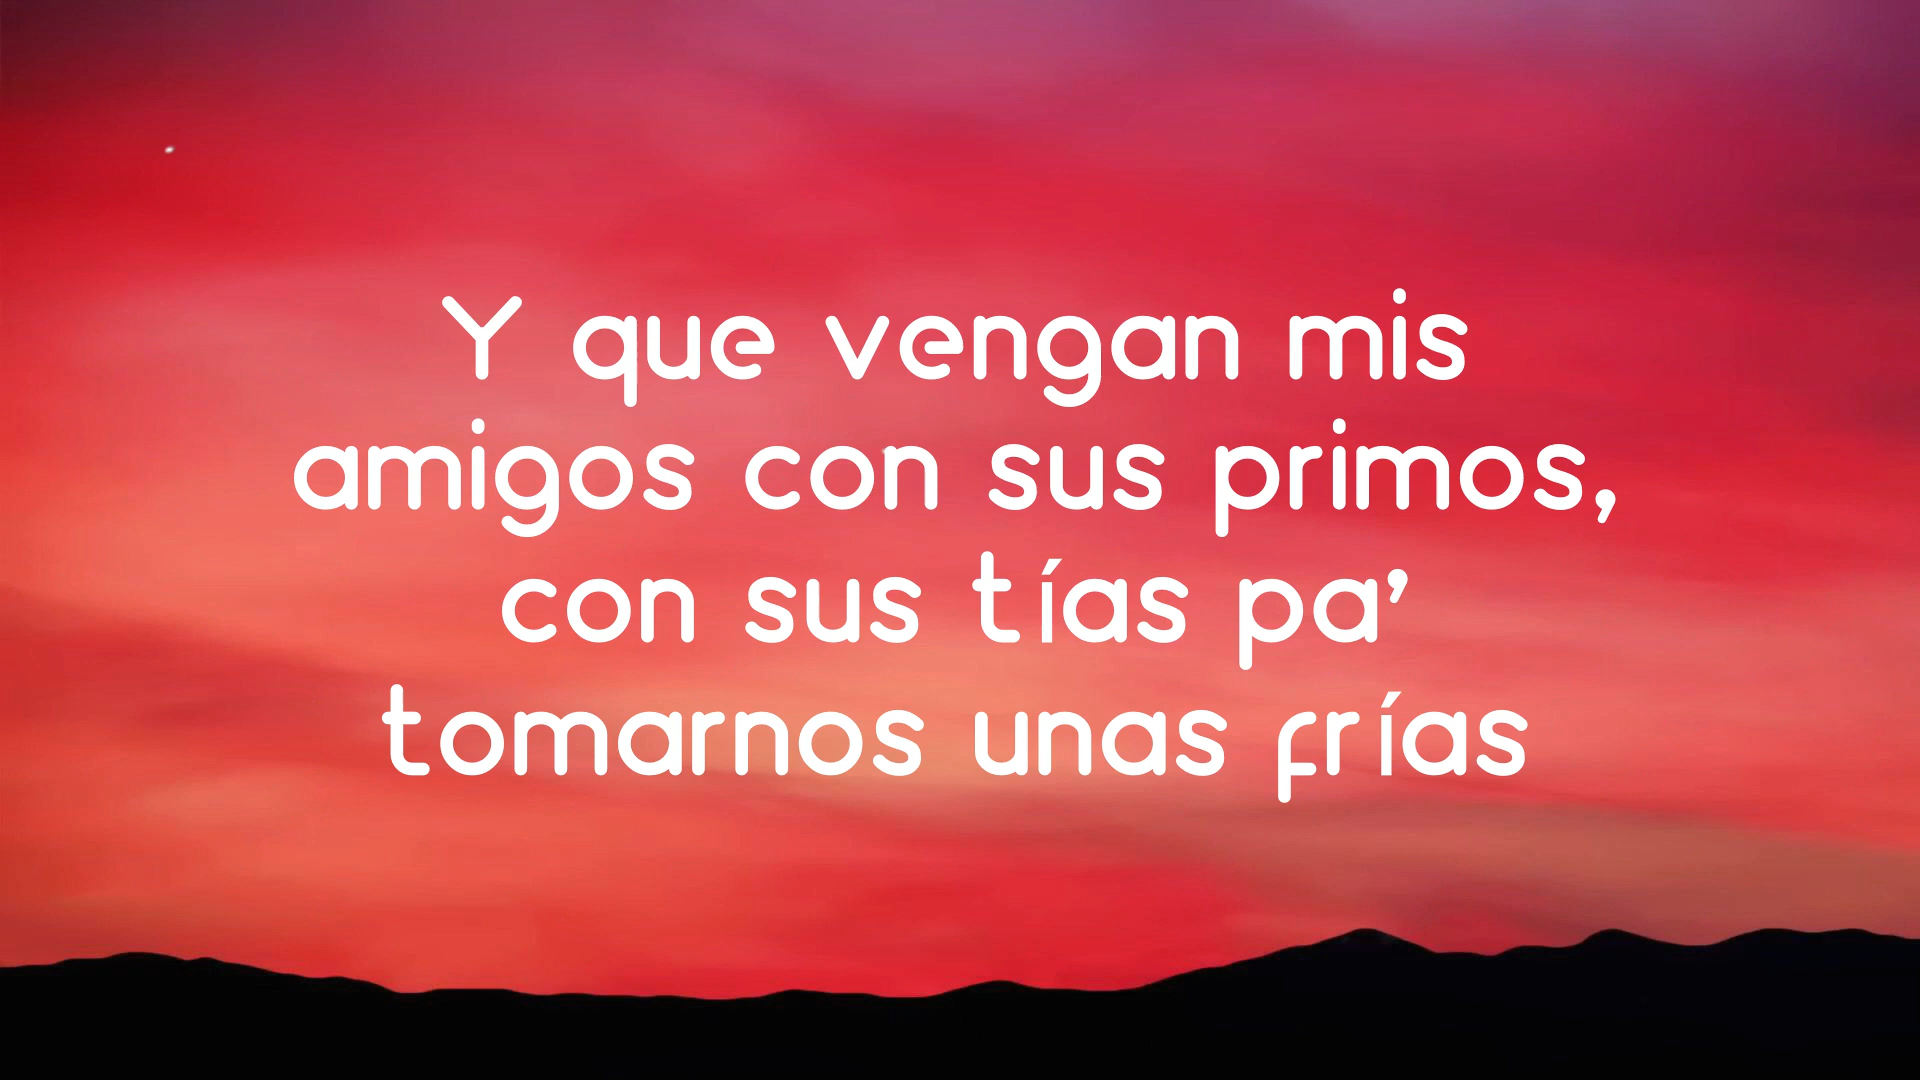 Y que vengan mis
amigos con sus primos,
con sus tías pa’
tomarnos unas frías